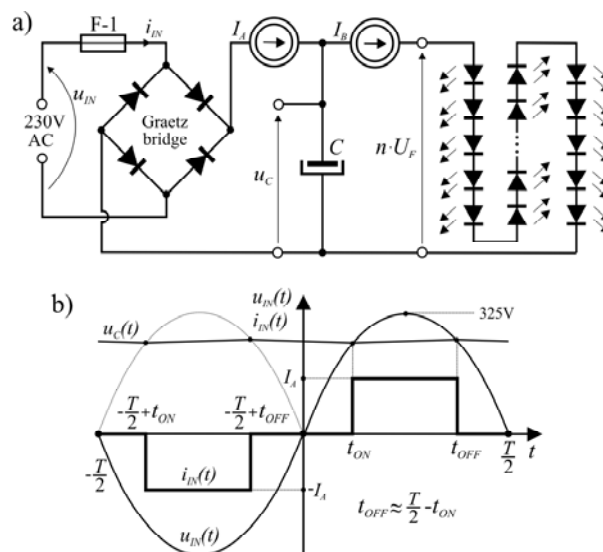 a)
F-1
i_IN
I_A
I_B
u_IN
230V
AC
Graetz
bridge
C
u_C
n·U_F
b)
u_IN(t)
i_IN(t)
325V
u_C(t)
I_A
-T/2+t_ON
-T/2+t_OFF
t_ON
t_OFF
T/2
t
-T/2
i_IN(t)
-I_A
u_IN(t)
t_OFF≈T/2-t_ON